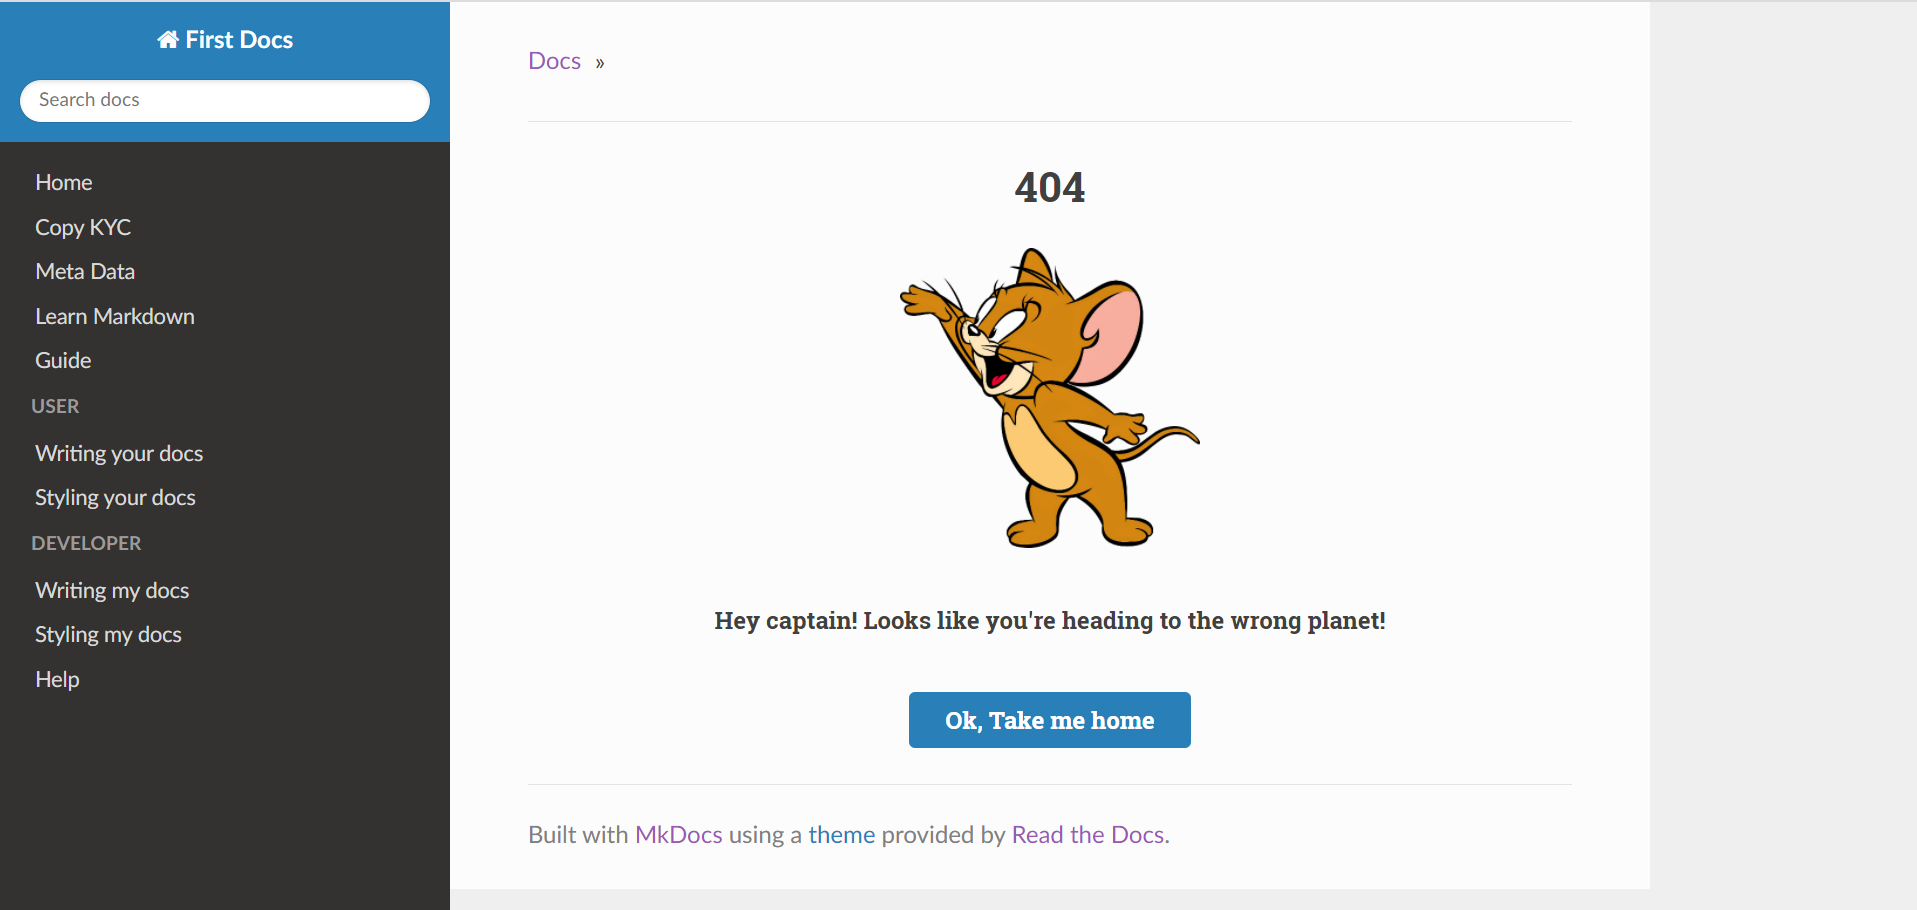 First Docs
Search docs
Home
Copy KYC
Meta Data
Learn Markdown
Guide
USER
Writing your docs
Styling your docs
DEVELOPER
Writing my docs
Styling my docs
Help
Docs »
404
Hey captain! Looks like you're heading to the wrong planet!
Ok, Take me home
Built with MkDocs using a theme provided by Read the Docs.